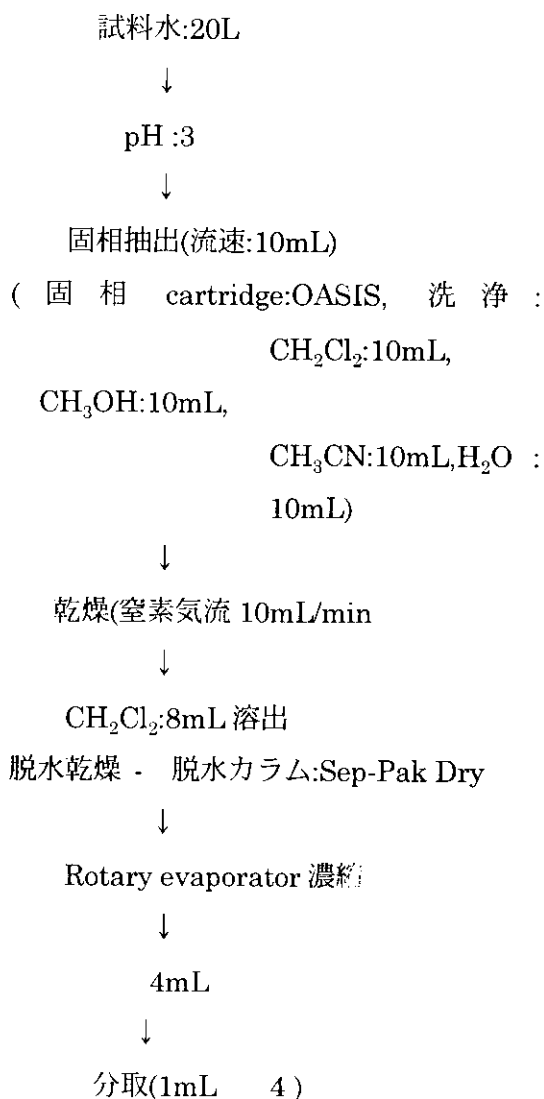 試料水:20L
↓
pH :3
↓
固相抽出(流速:10mL)
( 固 相 cartridge:OASIS, 洗 浄 :
CH₂Cl₂:10mL,
CH₃OH:10mL,
CH₃CN:10mL,H₂O :
10mL)
↓
乾燥(窒素気流 10mL/min
↓
CH₂Cl₂:8mL 溶出
脱水乾燥 - 脱水カラム:Sep-Pak Dry
↓
Rotary evaporator 濃縮
↓
4mL
↓
分取(1mL 4 )